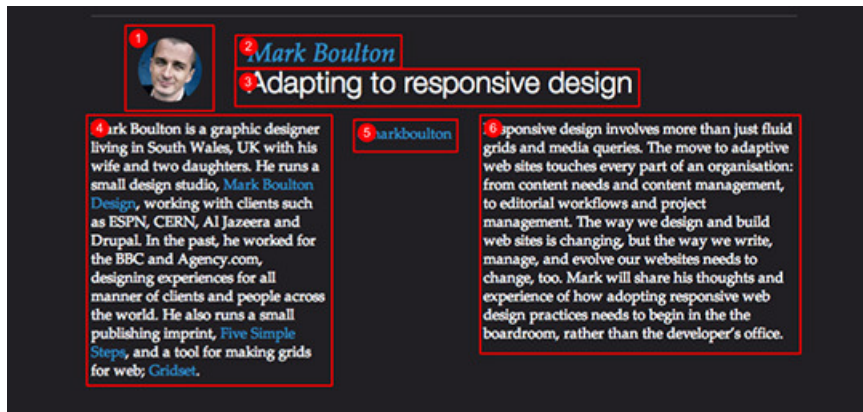 1
2 Mark Boulton
3 Adapting to responsive design
4 Mark Boulton is a graphic designer
living in South Wales, UK with his
wife and two daughters. He runs a
small design studio, Mark Boulton
Design, working with clients such
as ESPN, CERN, Al Jazeera and
Drupal. In the past, he worked for
the BBC and Agency.com,
designing experiences for all
manner of clients and people across
the world. He also runs a small
publishing imprint, Five Simple
Steps, and a tool for making grids
for web; Gridset.
5 markboulton
6 Responsive design involves more than just fluid
grids and media queries. The move to adaptive
web sites touches every part of an organisation:
from content needs and content management,
to editorial workflows and project
management. The way we design and build
web sites is changing, but the way we write,
manage, and evolve our websites needs to
change, too. Mark will share his thoughts and
experience of how adopting responsive web
design practices needs to begin in the the
boardroom, rather than the developer's office.